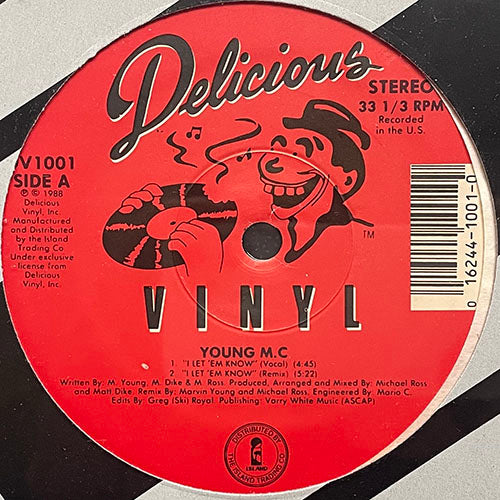 Delicious
STEREO
33 1/3 RPM
Recorded
in the U.S.
V1001
SIDE A
℗ © 1988
Delicious
Vinyl, Inc.
Manufactured
and Distributed
by the Island
Trading Co.
Under exclusive
license from
Delicious
Vinyl, Inc.
TM
0 16244-1001-0
VINYL
YOUNG M.C
1. "I LET 'EM KNOW" (Vocal) (4:45)
2 "I LET 'EM KNOW" (Remix) (5:22)
Written By: M. Young, M. Dike & M. Ross. Produced, Arranged and Mixed By: Michael Ross
and Matt Dike. Remix By: Marvin Young and Michael Ross. Engineered By: Mario C.
Edits By: Greg (Ski) Royal. Publishing: Varry White Music (ASCAP)
DISTRIBUTED BY
ISLAND
THE ISLAND TRADING CO